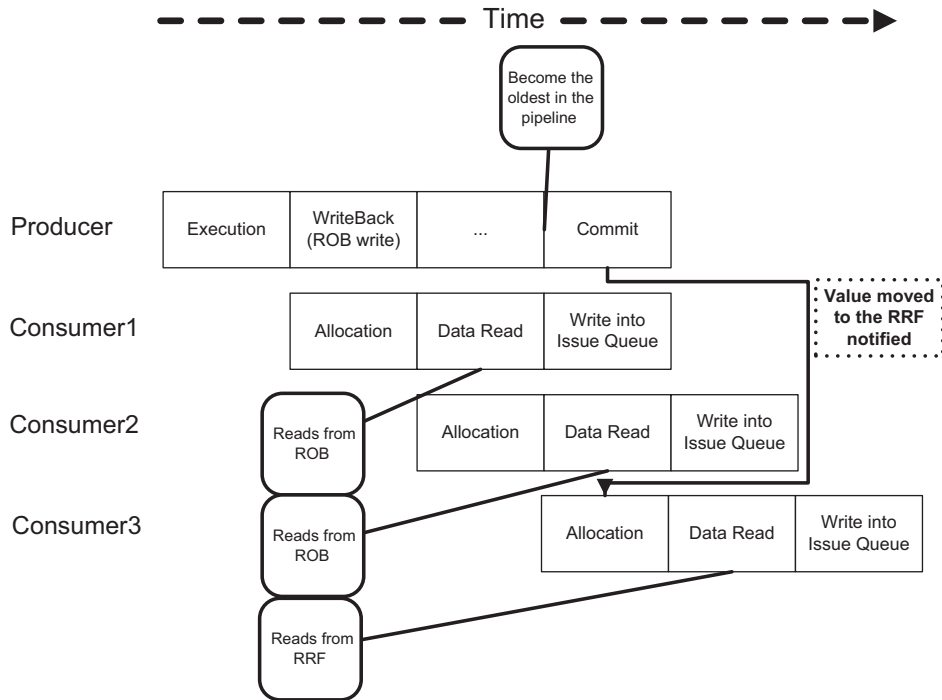 Time
Become the
oldest in the
pipeline
Producer
Execution
WriteBack
(ROB write)
...
Commit
Value moved
to the RRF
notified
Consumer1
Allocation
Data Read
Write into
Issue Queue
Consumer2
Reads from
ROB
Allocation
Data Read
Write into
Issue Queue
Consumer3
Reads from
ROB
Allocation
Data Read
Write into
Issue Queue
Reads from
RRF